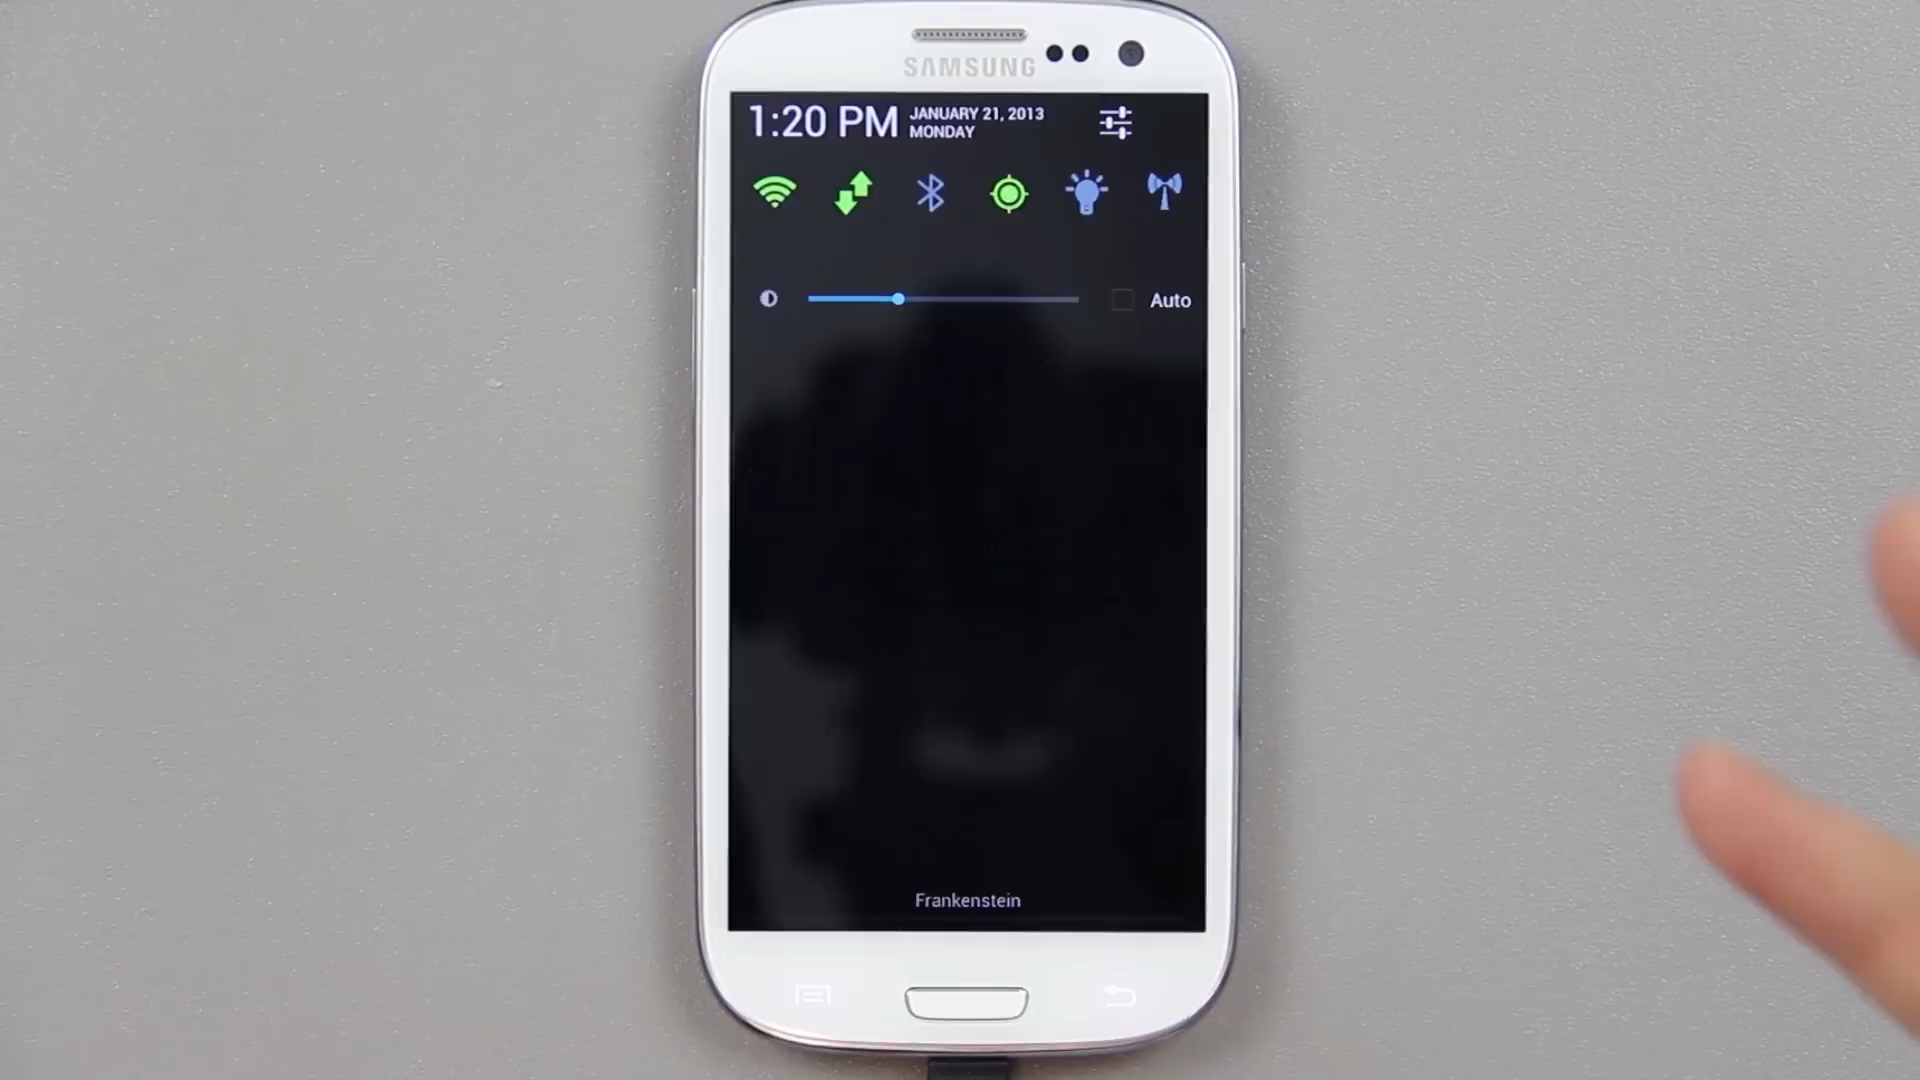 SAMSUNG
1:20 PM
JANUARY 21, 2013
MONDAY
Auto
Frankenstein